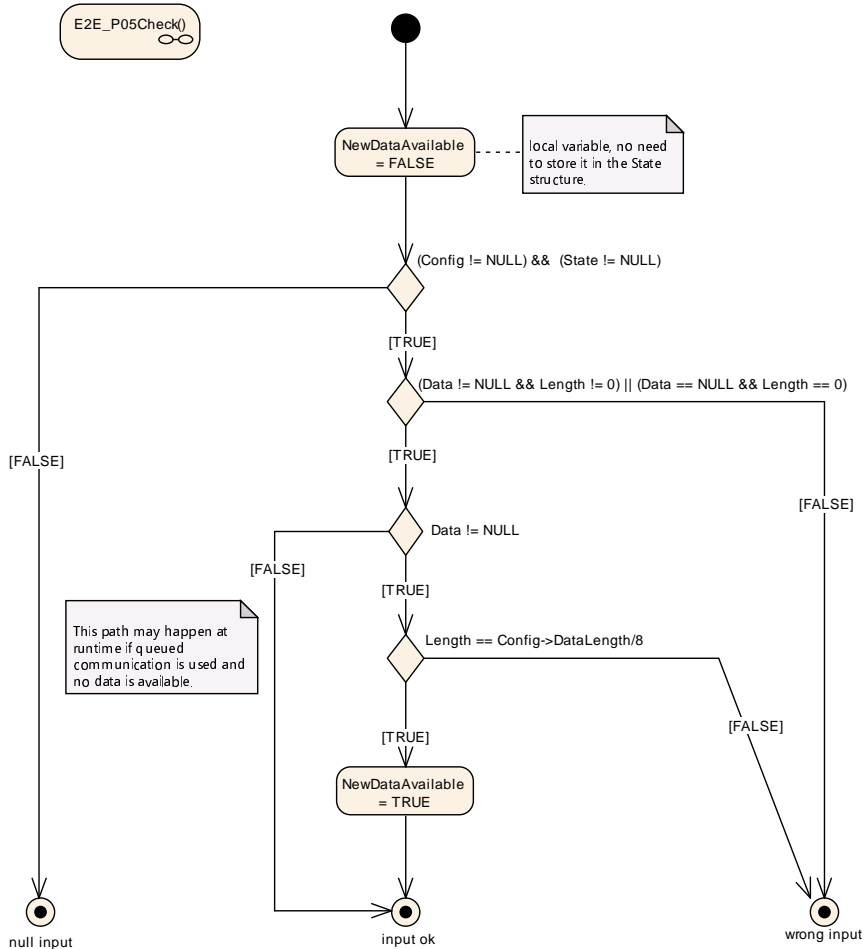 E2E_P05Check()
NewDataAvailable
= FALSE
local variable, no need
to store it in the State
structure.
(Config != NULL) && (State != NULL)
[TRUE]
(Data != NULL && Length != 0) || (Data == NULL && Length == 0)
[TRUE]
[FALSE]
[FALSE]
Data != NULL
[FALSE]
[TRUE]
This path may happen at
runtime if queued
communication is used and
no data is available.
Length == Config->DataLength/8
[FALSE]
[TRUE]
NewDataAvailable
= TRUE
null input
input ok
wrong input